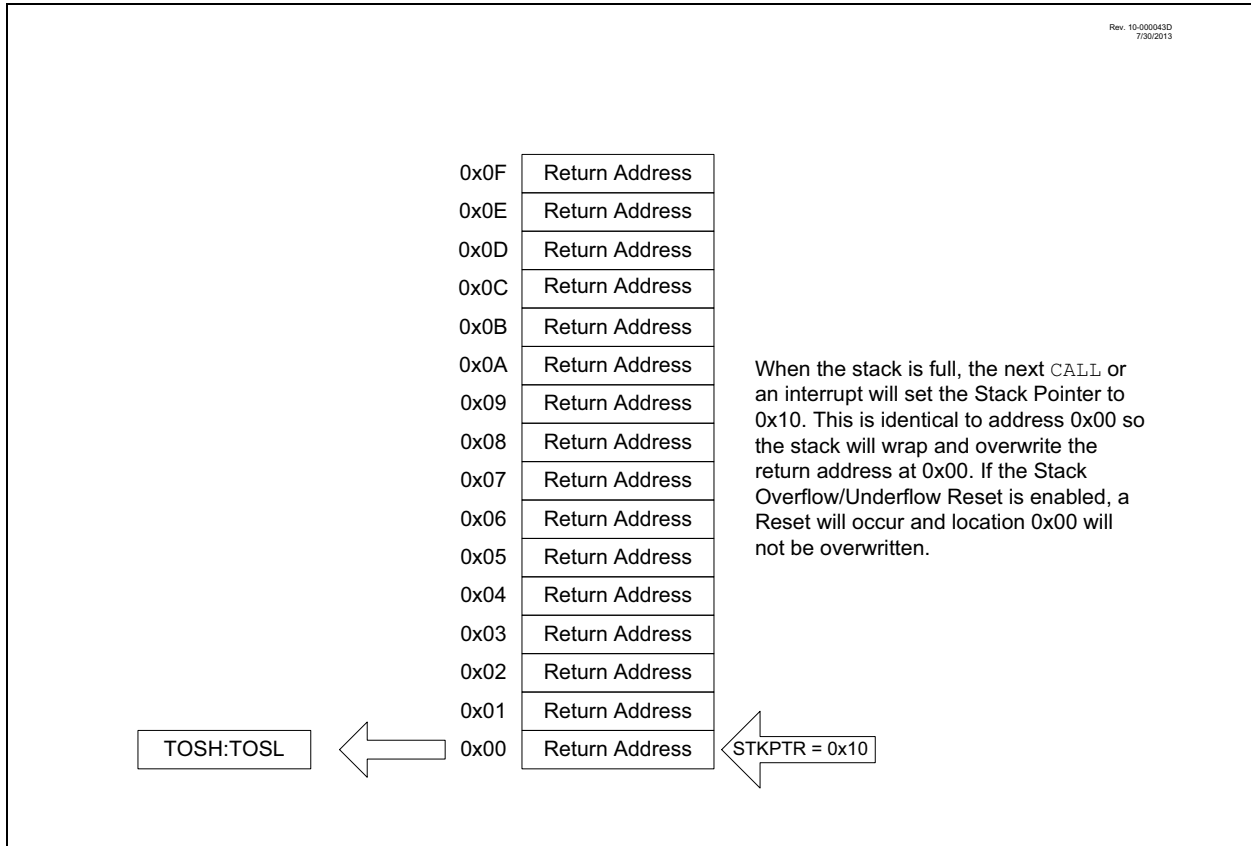 Rev. 10-000043D
7/30/2013
0x0F Return Address
0x0E Return Address
0x0D Return Address
0x0C Return Address
0x0B Return Address
0x0A Return Address
0x09 Return Address
0x08 Return Address
0x07 Return Address
0x06 Return Address
0x05 Return Address
0x04 Return Address
0x03 Return Address
0x02 Return Address
0x01 Return Address
TOSH:TOSL 0x00 Return Address STKPTR = 0x10
When the stack is full, the next CALL or
an interrupt will set the Stack Pointer to
0x10. This is identical to address 0x00 so
the stack will wrap and overwrite the
return address at 0x00. If the Stack
Overflow/Underflow Reset is enabled, a
Reset will occur and location 0x00 will
not be overwritten.